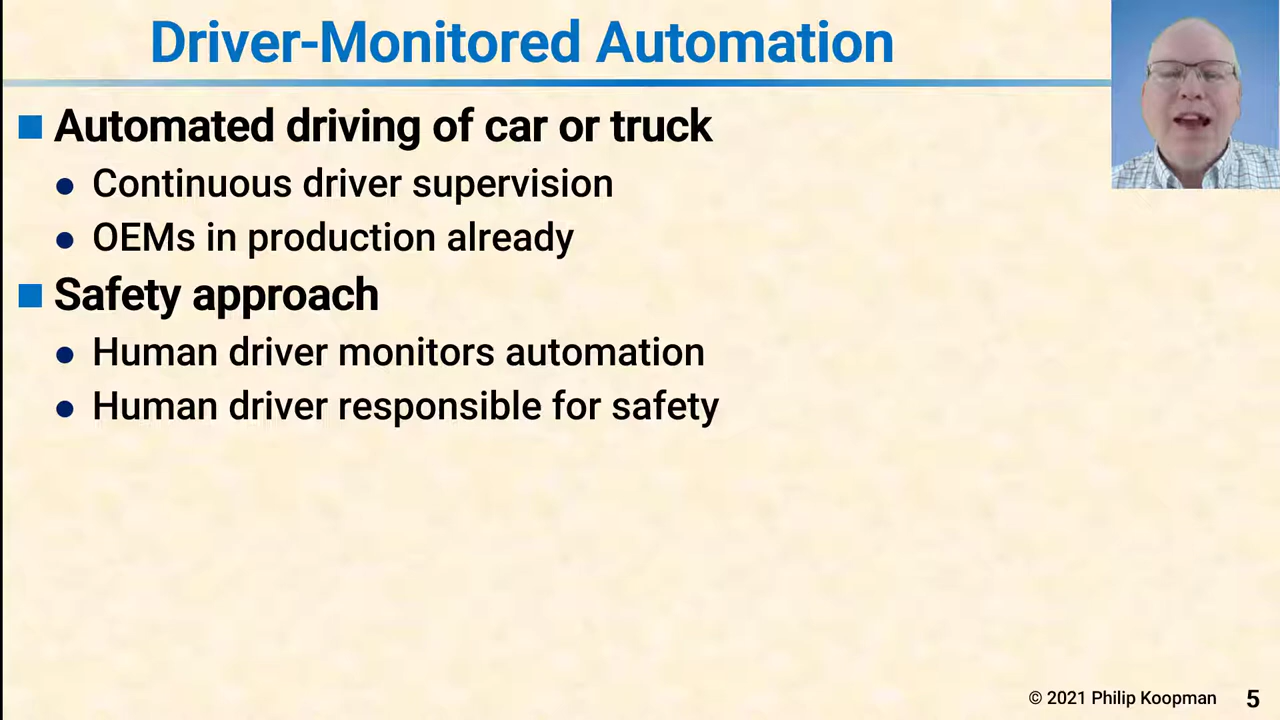 Driver-Monitored Automation
Automated driving of car or truck
Continuous driver supervision
OEMs in production already
Safety approach
Human driver monitors automation
Human driver responsible for safety
© 2021 Philip Koopman 5